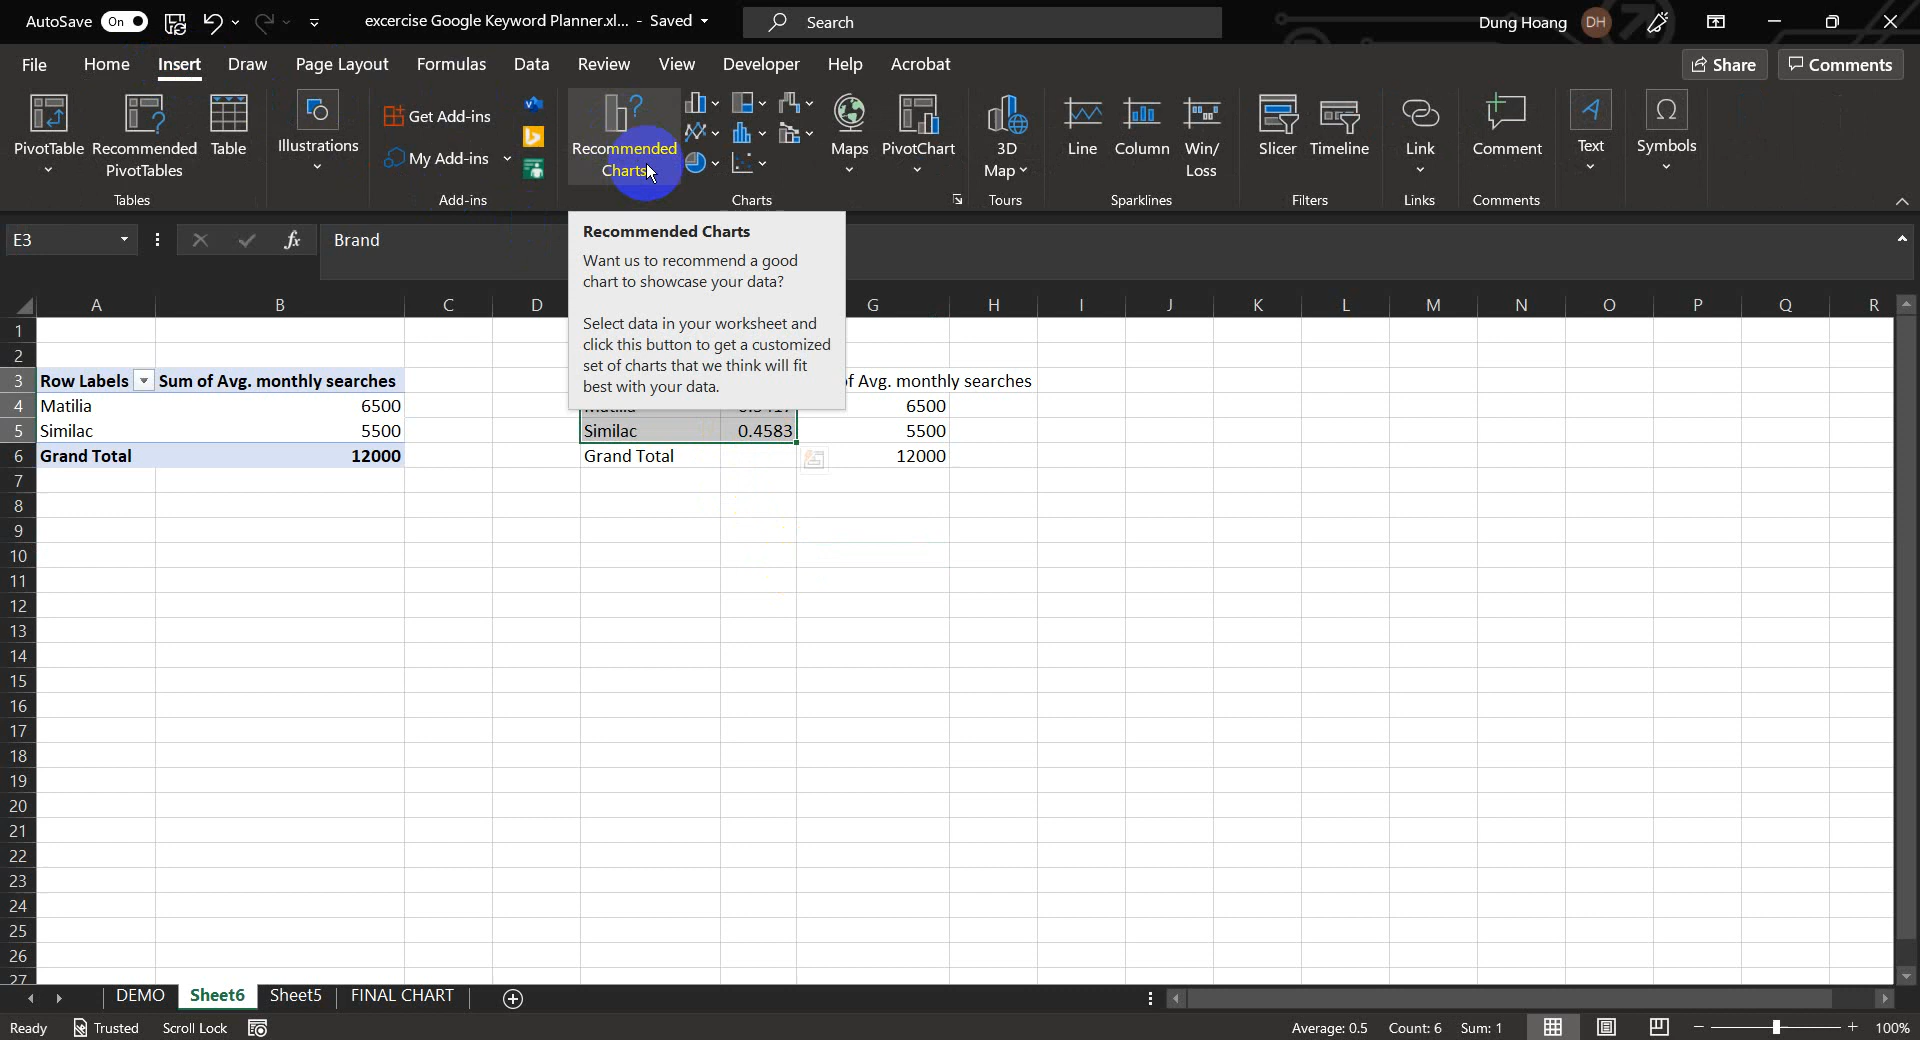 AutoSave On excercise Google Keyword Planner.xl... - Saved Search Dung Hoang DH
File Home Insert Draw Page Layout Formulas Data Review View Developer Help Acrobat Share Comments
PivotTable
Recommended
PivotTables
Table
Tables
Illustrations
Get Add-ins
My Add-ins
Add-ins
Recommended
Charts
Maps
PivotChart
Charts
3D
Map
Tours
Line
Column
Win/
Loss
Sparklines
Slicer
Timeline
Filters
Link
Links
Comment
Comments
Text
Symbols
E3 fx Brand
Recommended Charts
Want us to recommend a good
chart to showcase your data?
Select data in your worksheet and
click this button to get a customized
set of charts that we think will fit
best with your data.
A B C D G H I J K L M N O P Q R
1
2
3 Row Labels Sum of Avg. monthly searches f Avg. monthly searches
4 Matilia 6500 6500
5 Similac 5500 Similac 0.4583 5500
6 Grand Total 12000 Grand Total 12000
7
8
9
10
11
12
13
14
15
16
17
18
19
20
21
22
23
24
25
26
27
DEMO Sheet6 Sheet5 FINAL CHART
Ready Trusted Scroll Lock Average: 0.5 Count: 6 Sum: 1 100%